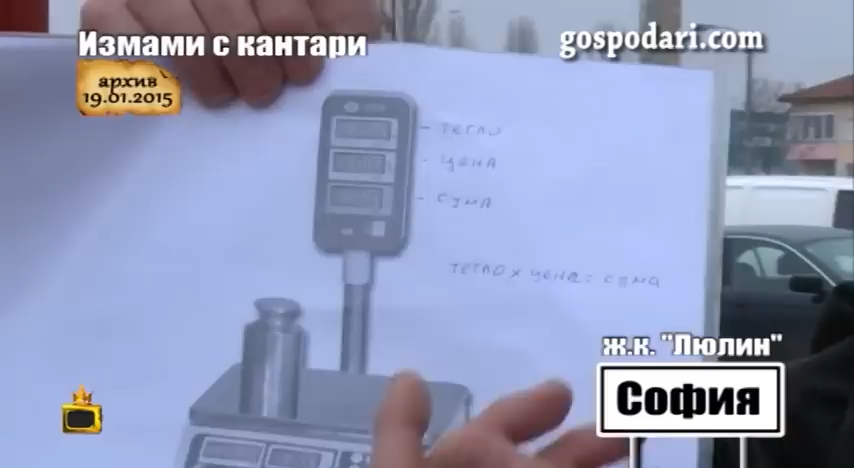 Измами с кантари
gospodari.com
архив
19.01.2015
- ТЕГЛО
- ЦЕНА
- СУМА
ТЕГЛО x ЦЕНА = СУМА
ж.к. "Люлин"
София